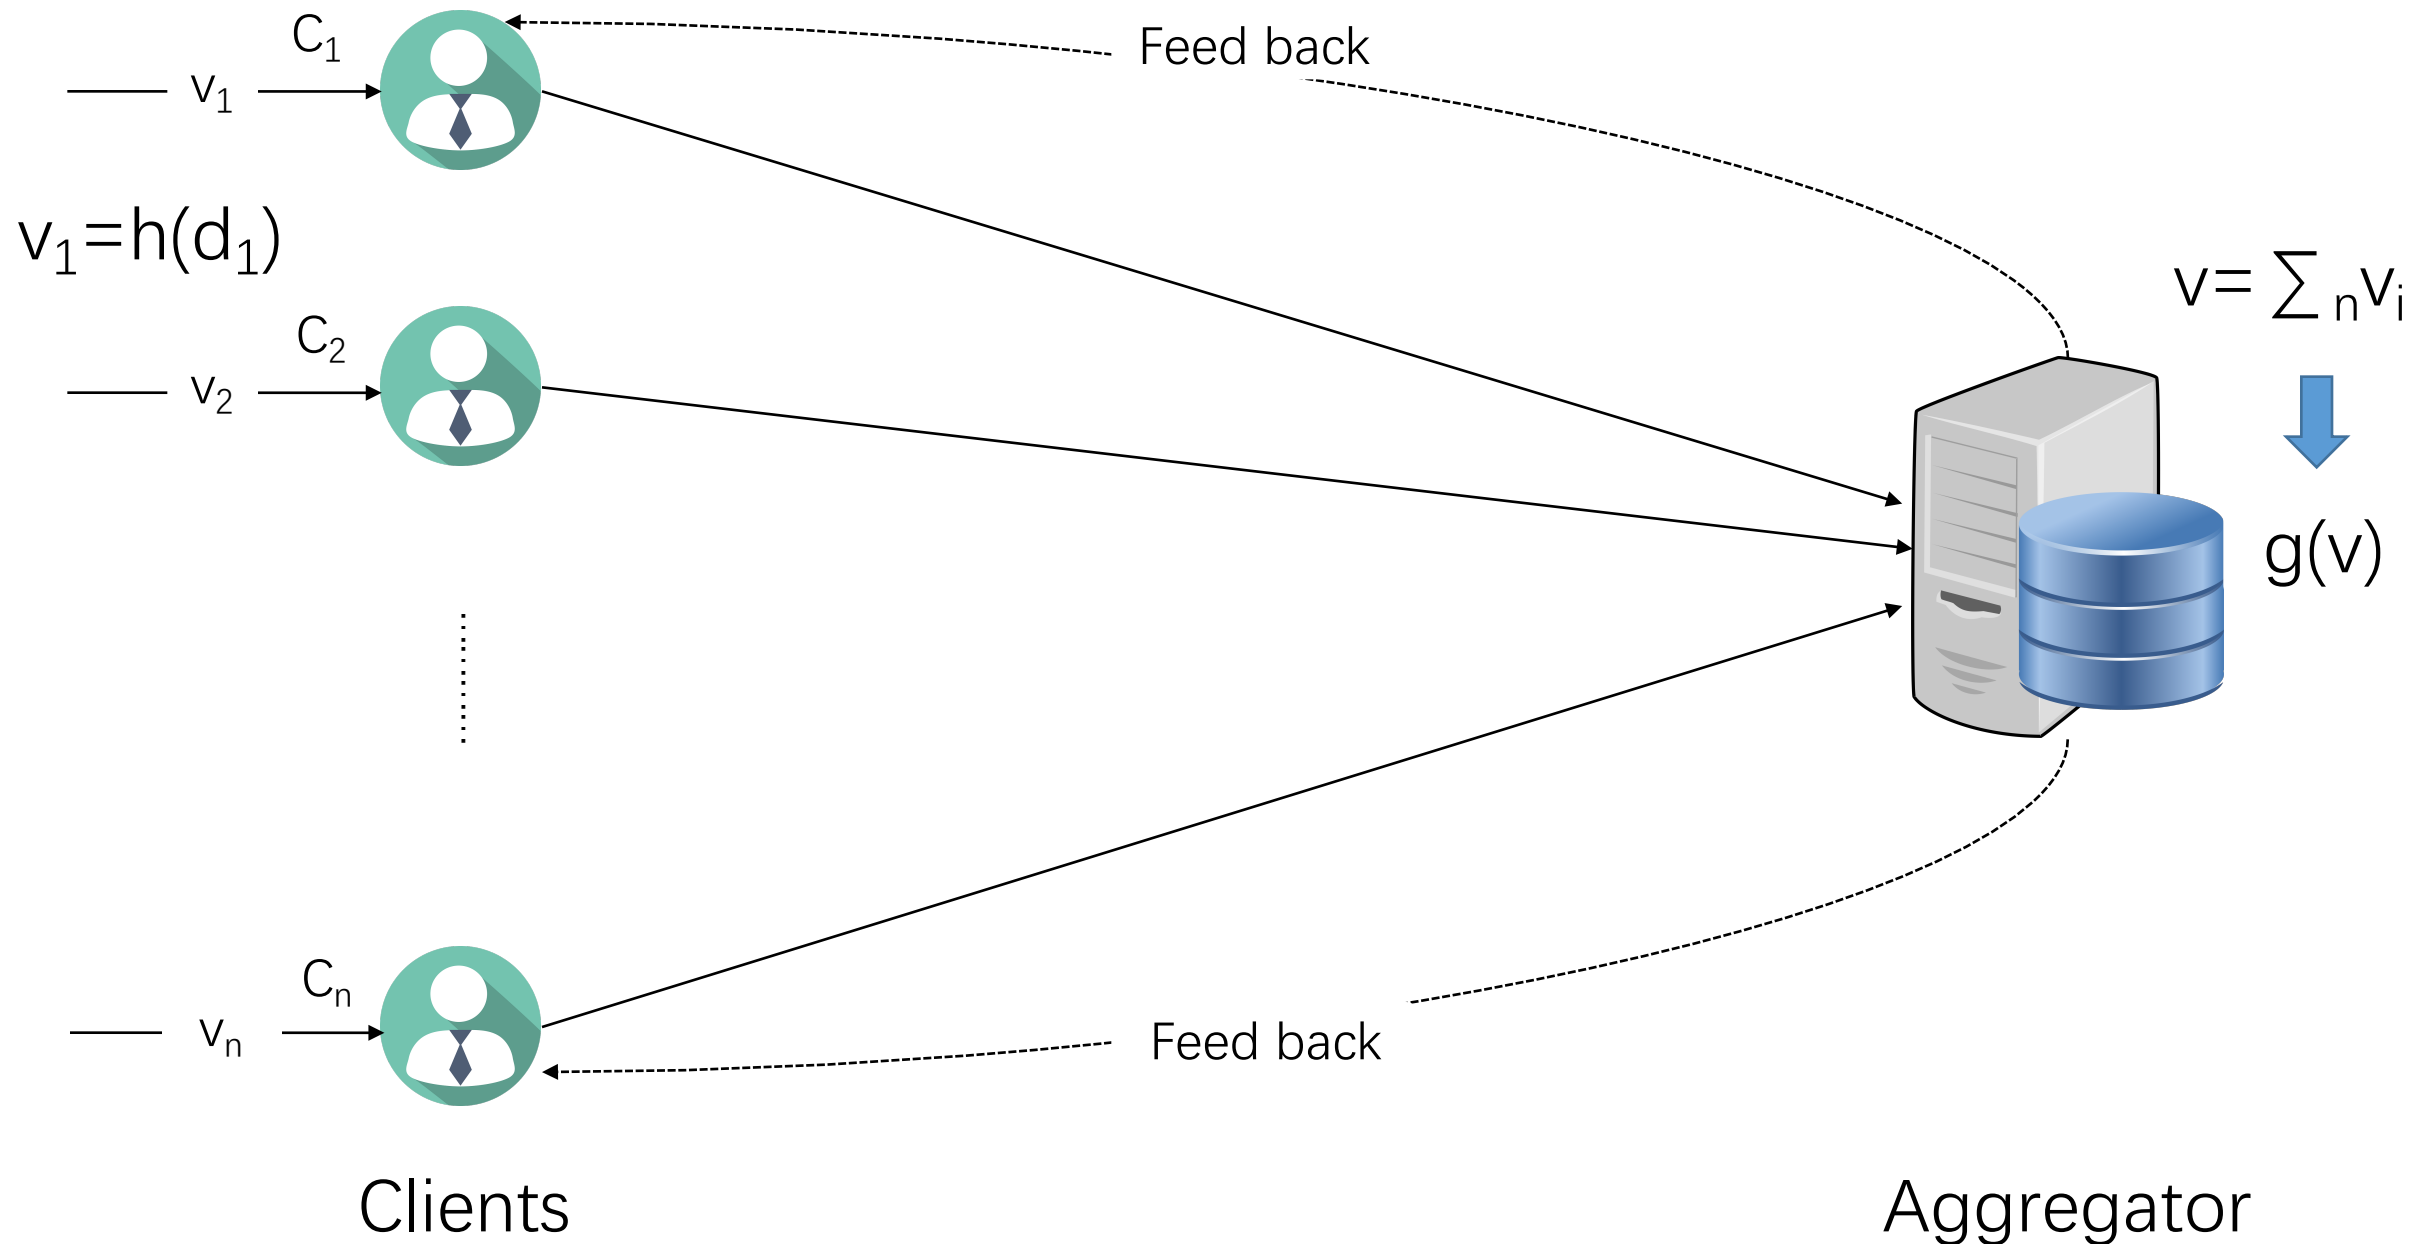 C₁
Feed back
v₁
v₁=h(d₁)
v=∑ₙvᵢ
C₂
v₂
g(v)
Cₙ
vₙ
Feed back
Clients
Aggregator